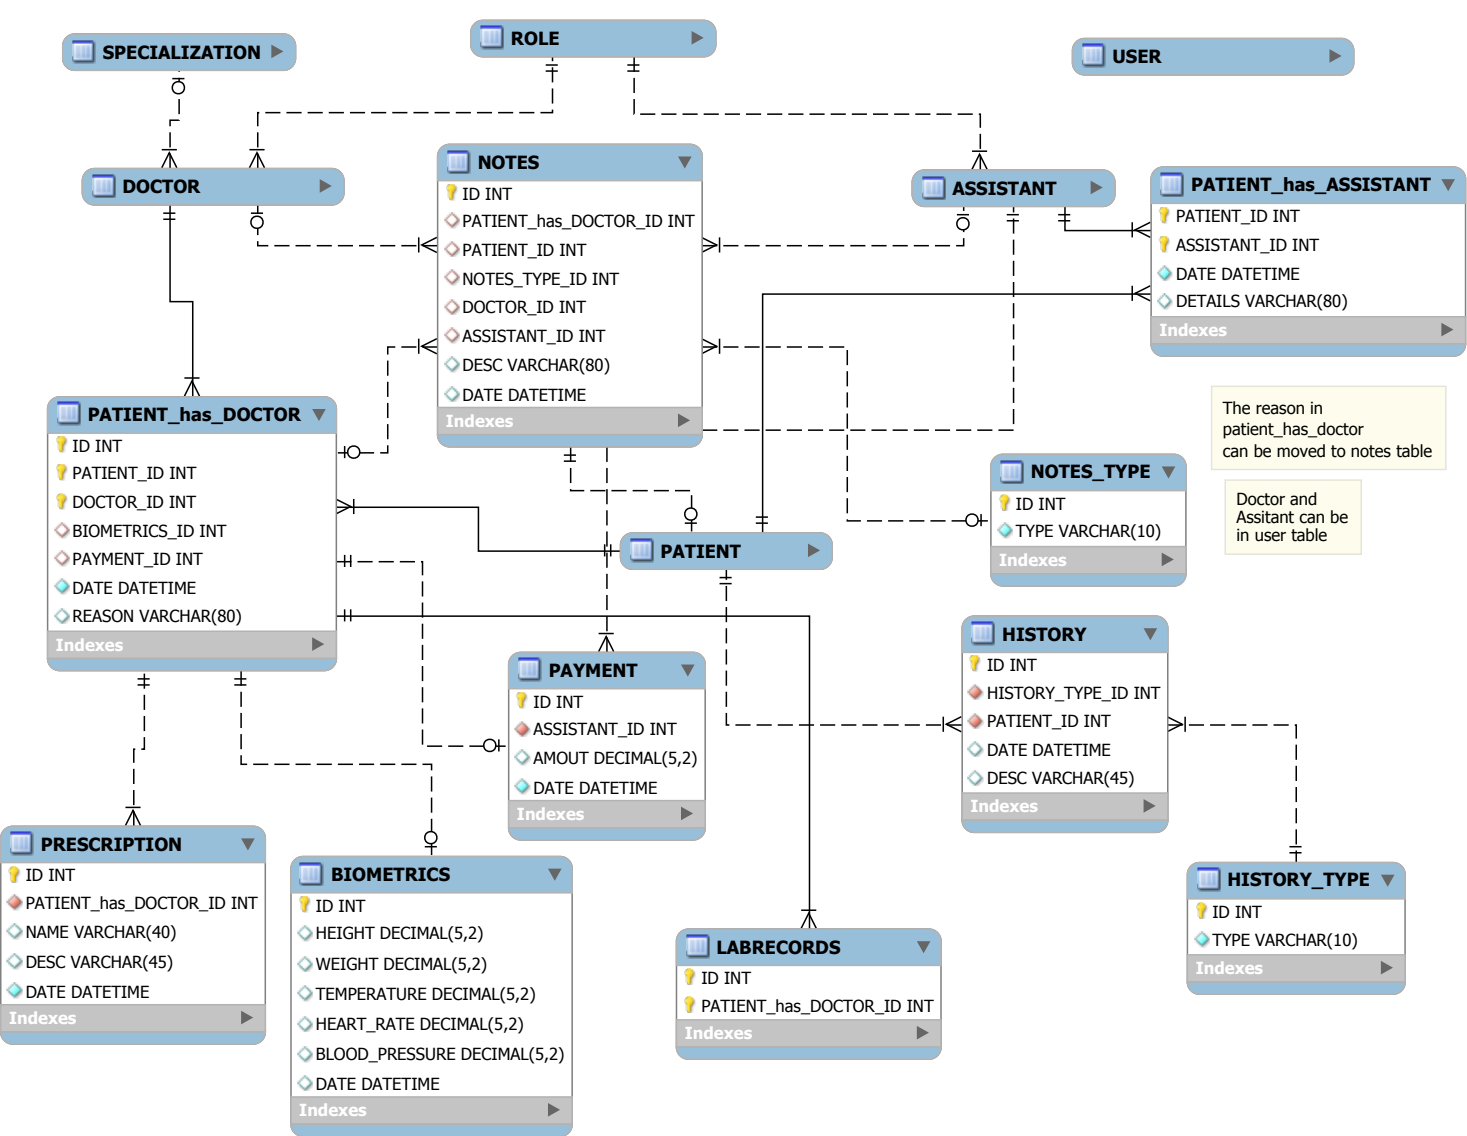 SPECIALIZATION
ROLE
USER
DOCTOR
NOTES
ID INT
PATIENT_has_DOCTOR_ID INT
PATIENT_ID INT
NOTES_TYPE_ID INT
DOCTOR_ID INT
ASSISTANT_ID INT
DESC VARCHAR(80)
DATE DATETIME
Indexes
ASSISTANT
PATIENT_has_ASSISTANT
PATIENT_ID INT
ASSISTANT_ID INT
DATE DATETIME
DETAILS VARCHAR(80)
Indexes
The reason in
patient_has_doctor
can be moved to notes table
Doctor and
Assitant can be
in user table
PATIENT_has_DOCTOR
ID INT
PATIENT_ID INT
DOCTOR_ID INT
BIOMETRICS_ID INT
PAYMENT_ID INT
DATE DATETIME
REASON VARCHAR(80)
Indexes
NOTES_TYPE
ID INT
TYPE VARCHAR(10)
Indexes
PATIENT
PAYMENT
ID INT
ASSISTANT_ID INT
AMOUT DECIMAL(5,2)
DATE DATETIME
Indexes
HISTORY
ID INT
HISTORY_TYPE_ID INT
PATIENT_ID INT
DATE DATETIME
DESC VARCHAR(45)
Indexes
PRESCRIPTION
ID INT
PATIENT_has_DOCTOR_ID INT
NAME VARCHAR(40)
DESC VARCHAR(45)
DATE DATETIME
Indexes
BIOMETRICS
ID INT
HEIGHT DECIMAL(5,2)
WEIGHT DECIMAL(5,2)
TEMPERATURE DECIMAL(5,2)
HEART_RATE DECIMAL(5,2)
BLOOD_PRESSURE DECIMAL(5,2)
DATE DATETIME
Indexes
LABRECORDS
ID INT
PATIENT_has_DOCTOR_ID INT
Indexes
HISTORY_TYPE
ID INT
TYPE VARCHAR(10)
Indexes